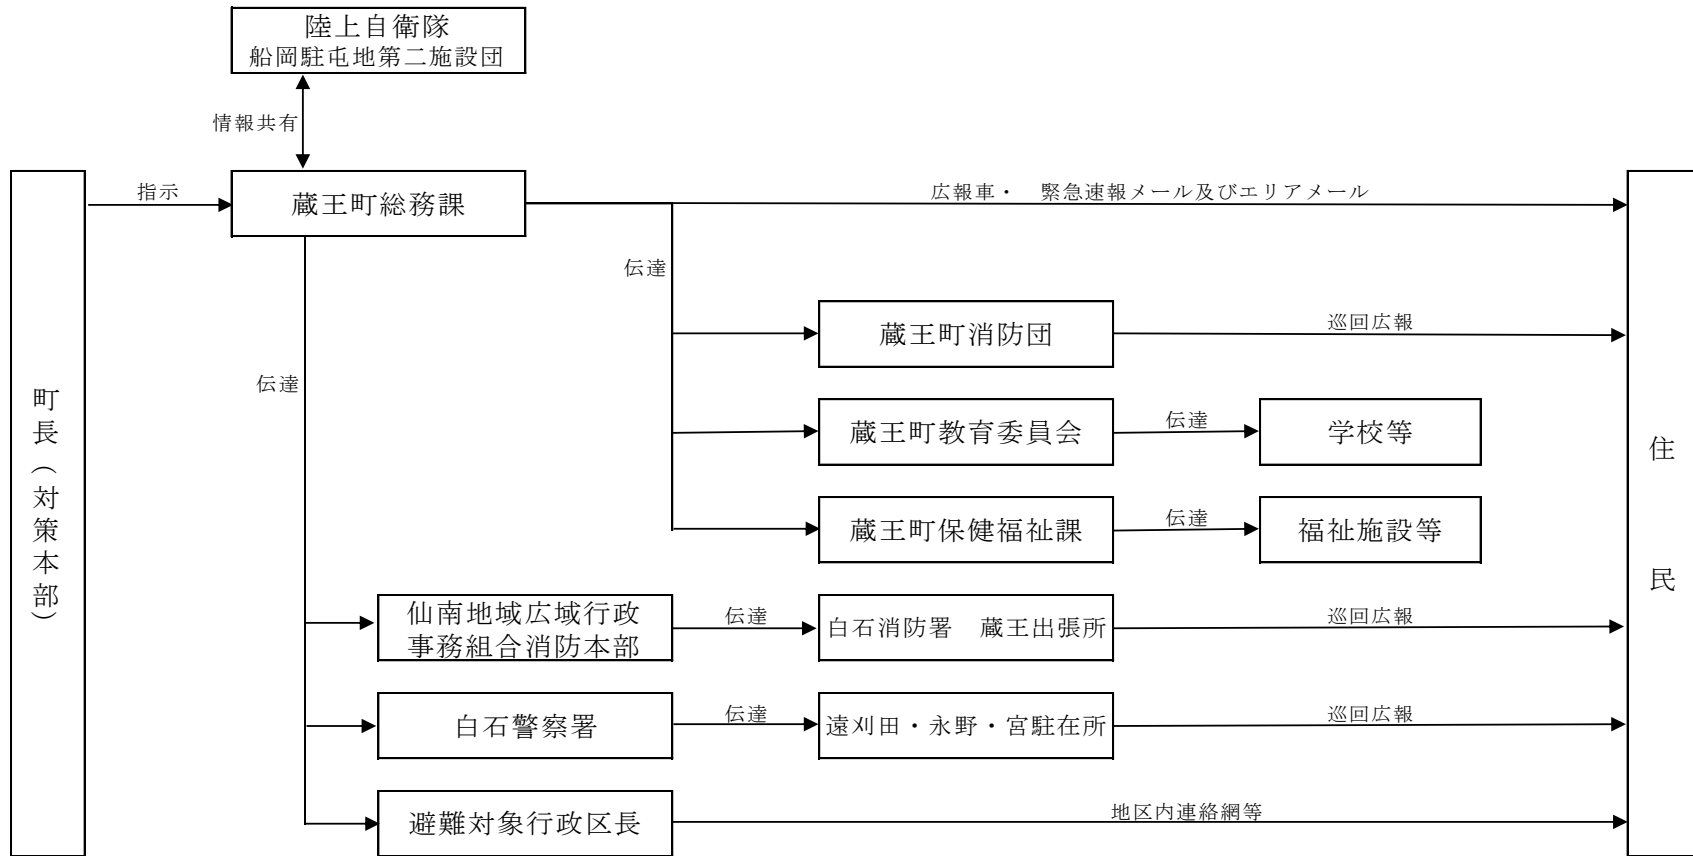 陸上自衛隊
船岡駐屯地第二施設団
情報共有
指示
蔵王町総務課
広報車・　緊急速報メール及びエリアメール
伝達
蔵王町消防団
巡回広報
伝達
蔵王町教育委員会
伝達
学校等
町長(対策本部)
住民
蔵王町保健福祉課
伝達
福祉施設等
仙南地域広域行政
事務組合消防本部
伝達
白石消防署　蔵王出張所
巡回広報
白石警察署
伝達
遠刈田・永野・宮駐在所
巡回広報
避難対象行政区長
地区内連絡網等